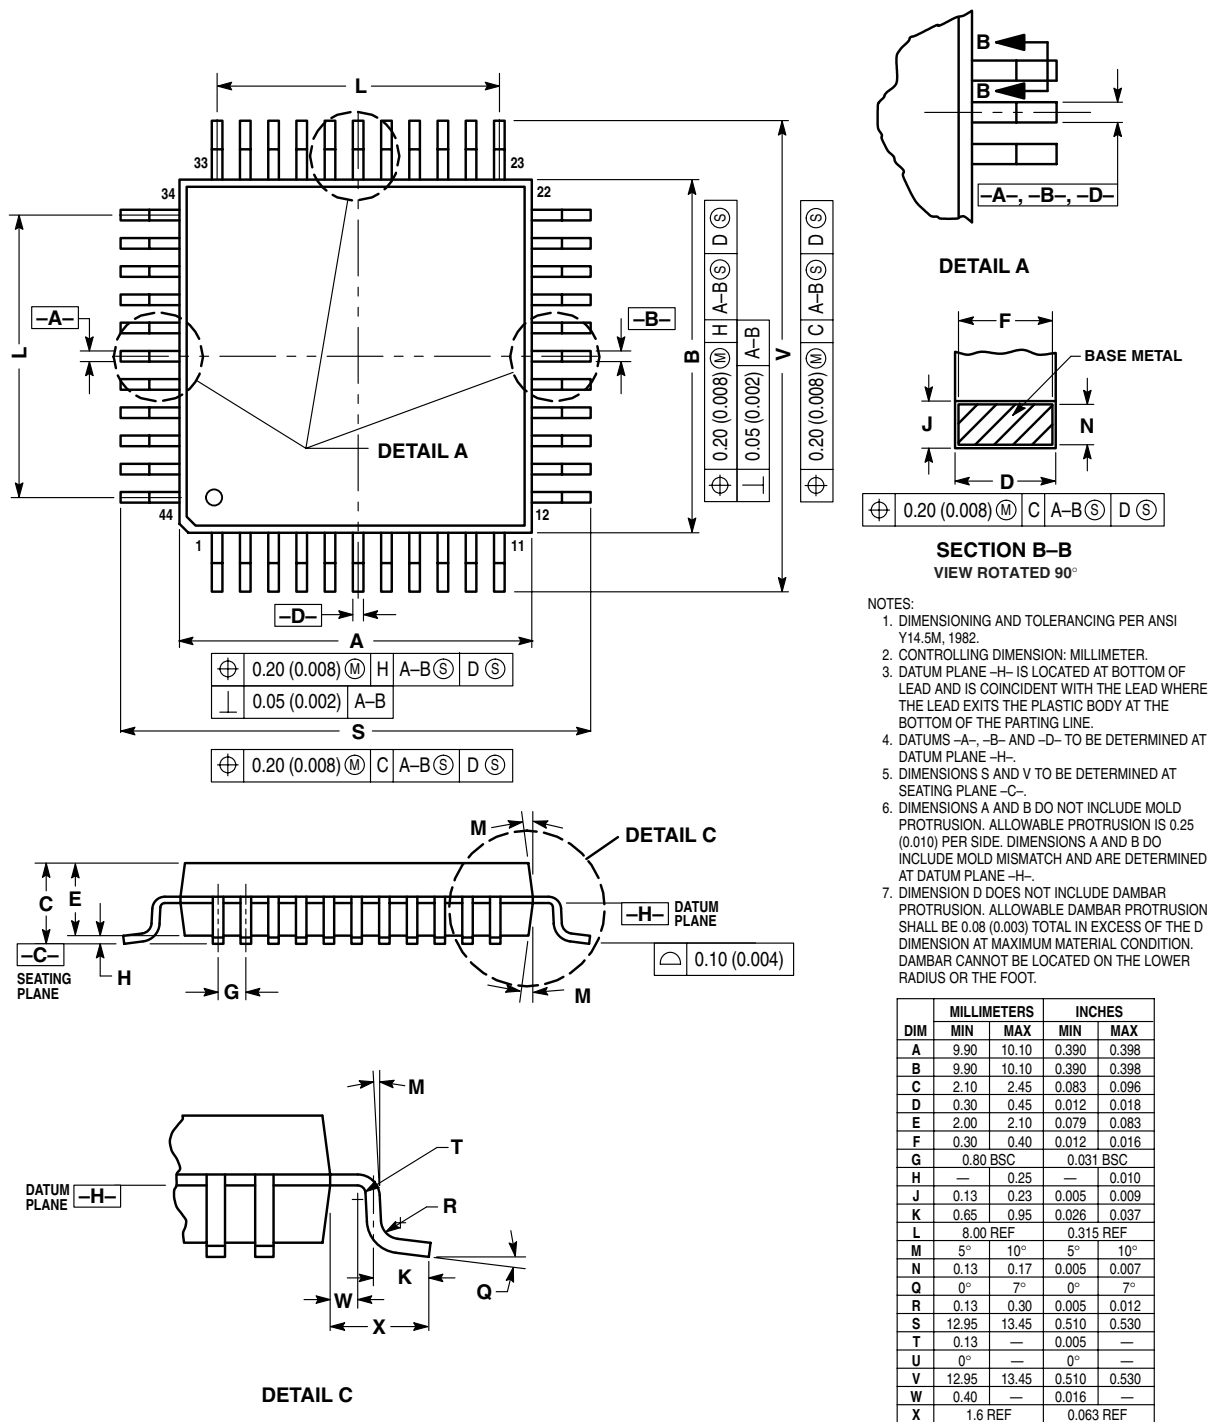 L
33
23
34
22
–A–
–B–
L
B
V
DETAIL A
44
12
1
11
–D–
A
0.20 (0.008) Ⓜ H A–B Ⓢ D Ⓢ
0.05 (0.002) A–B
S
0.20 (0.008) Ⓜ C A–B Ⓢ D Ⓢ
0.20 (0.008) Ⓜ H A–B Ⓢ D Ⓢ
0.05 (0.002) A–B
0.20 (0.008) Ⓜ C A–B Ⓢ D Ⓢ
B
B
–A–, –B–, –D–
DETAIL A
F
BASE METAL
J
N
D
0.20 (0.008) Ⓜ C A–B Ⓢ D Ⓢ
SECTION B–B
VIEW ROTATED 90°
M
DETAIL C
C
E
–H– DATUM
PLANE
–C–
SEATING
PLANE
H
G
0.10 (0.004)
M
M
T
DATUM
PLANE –H–
R
K
W
Q
X
DETAIL C
NOTES:
1. DIMENSIONING AND TOLERANCING PER ANSI
Y14.5M, 1982.
2. CONTROLLING DIMENSION: MILLIMETER.
3. DATUM PLANE –H– IS LOCATED AT BOTTOM OF
LEAD AND IS COINCIDENT WITH THE LEAD WHERE
THE LEAD EXITS THE PLASTIC BODY AT THE
BOTTOM OF THE PARTING LINE.
4. DATUMS –A–, –B– AND –D– TO BE DETERMINED AT
DATUM PLANE –H–.
5. DIMENSIONS S AND V TO BE DETERMINED AT
SEATING PLANE –C–.
6. DIMENSIONS A AND B DO NOT INCLUDE MOLD
PROTRUSION. ALLOWABLE PROTRUSION IS 0.25
(0.010) PER SIDE. DIMENSIONS A AND B DO
INCLUDE MOLD MISMATCH AND ARE DETERMINED
AT DATUM PLANE –H–.
7. DIMENSION D DOES NOT INCLUDE DAMBAR
PROTRUSION. ALLOWABLE DAMBAR PROTRUSION
SHALL BE 0.08 (0.003) TOTAL IN EXCESS OF THE D
DIMENSION AT MAXIMUM MATERIAL CONDITION.
DAMBAR CANNOT BE LOCATED ON THE LOWER
RADIUS OR THE FOOT.
MILLIMETERS INCHES
DIM MIN MAX MIN MAX
A 9.90 10.10 0.390 0.398
B 9.90 10.10 0.390 0.398
C 2.10 2.45 0.083 0.096
D 0.30 0.45 0.012 0.018
E 2.00 2.10 0.079 0.083
F 0.30 0.40 0.012 0.016
G 0.80 BSC 0.031 BSC
H — 0.25 — 0.010
J 0.13 0.23 0.005 0.009
K 0.65 0.95 0.026 0.037
L 8.00 REF 0.315 REF
M 5° 10° 5° 10°
N 0.13 0.17 0.005 0.007
Q 0° 7° 0° 7°
R 0.13 0.30 0.005 0.012
S 12.95 13.45 0.510 0.530
T 0.13 — 0.005 —
U 0° — 0° —
V 12.95 13.45 0.510 0.530
W 0.40 — 0.016 —
X 1.6 REF 0.063 REF